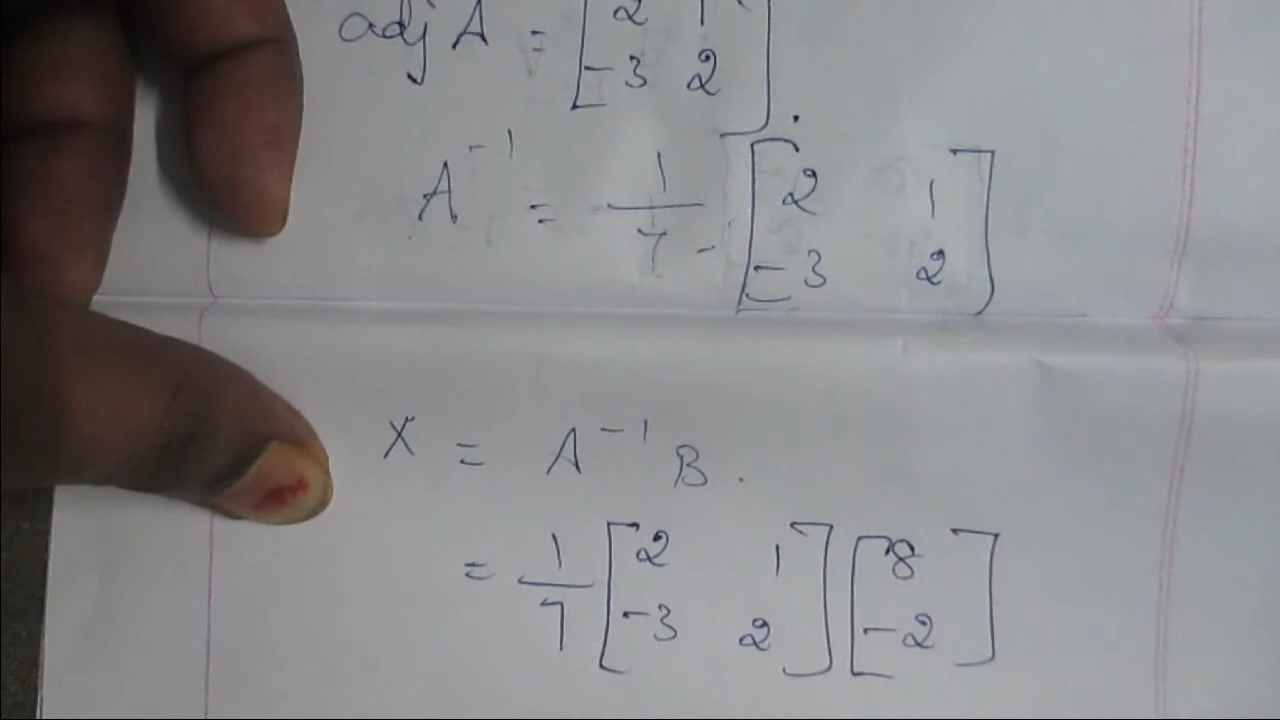 adj A = [2 1
-3 2].
A⁻¹ = 1/7 [2 1
-3 2]
X = A⁻¹ B.
= 1/7 [2 1
-3 2] [8
-2]